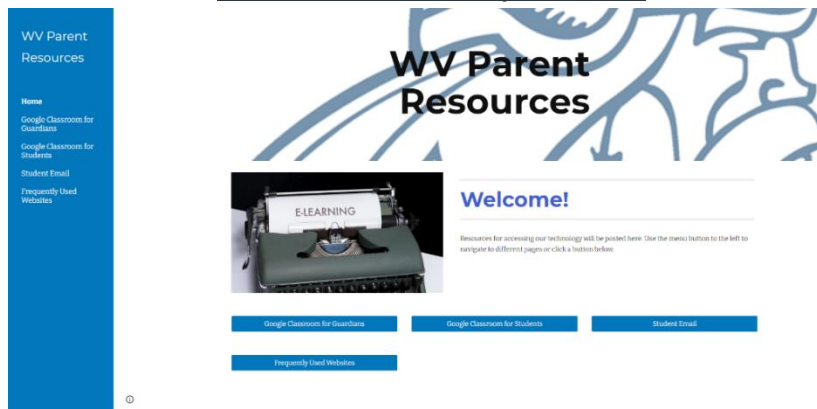 WV Parent
Resources
Home
Google Classroom for
Guardians
Google Classroom for
Students
Student Email
Frequently Used
Websites
WV Parent
Resources
E-LEARNING
Welcome!
Resources for accessing our technology will be posted here. Use the menu button to the left to
navigate to different pages or click a button below.
Google Classroom for Guardians
Google Classroom for Students
Student Email
Frequently Used Websites